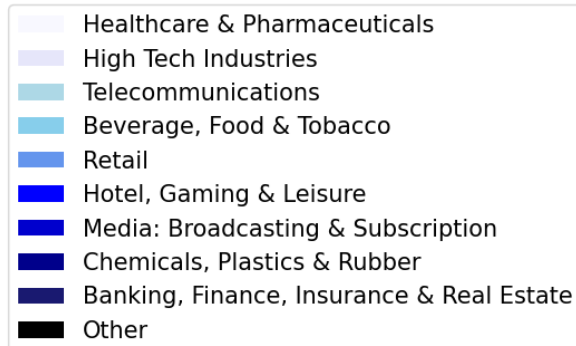 Healthcare & Pharmaceuticals
High Tech Industries
Telecommunications
Beverage, Food & Tobacco
Retail
Hotel, Gaming & Leisure
Media: Broadcasting & Subscription
Chemicals, Plastics & Rubber
Banking, Finance, Insurance & Real Estate
Other